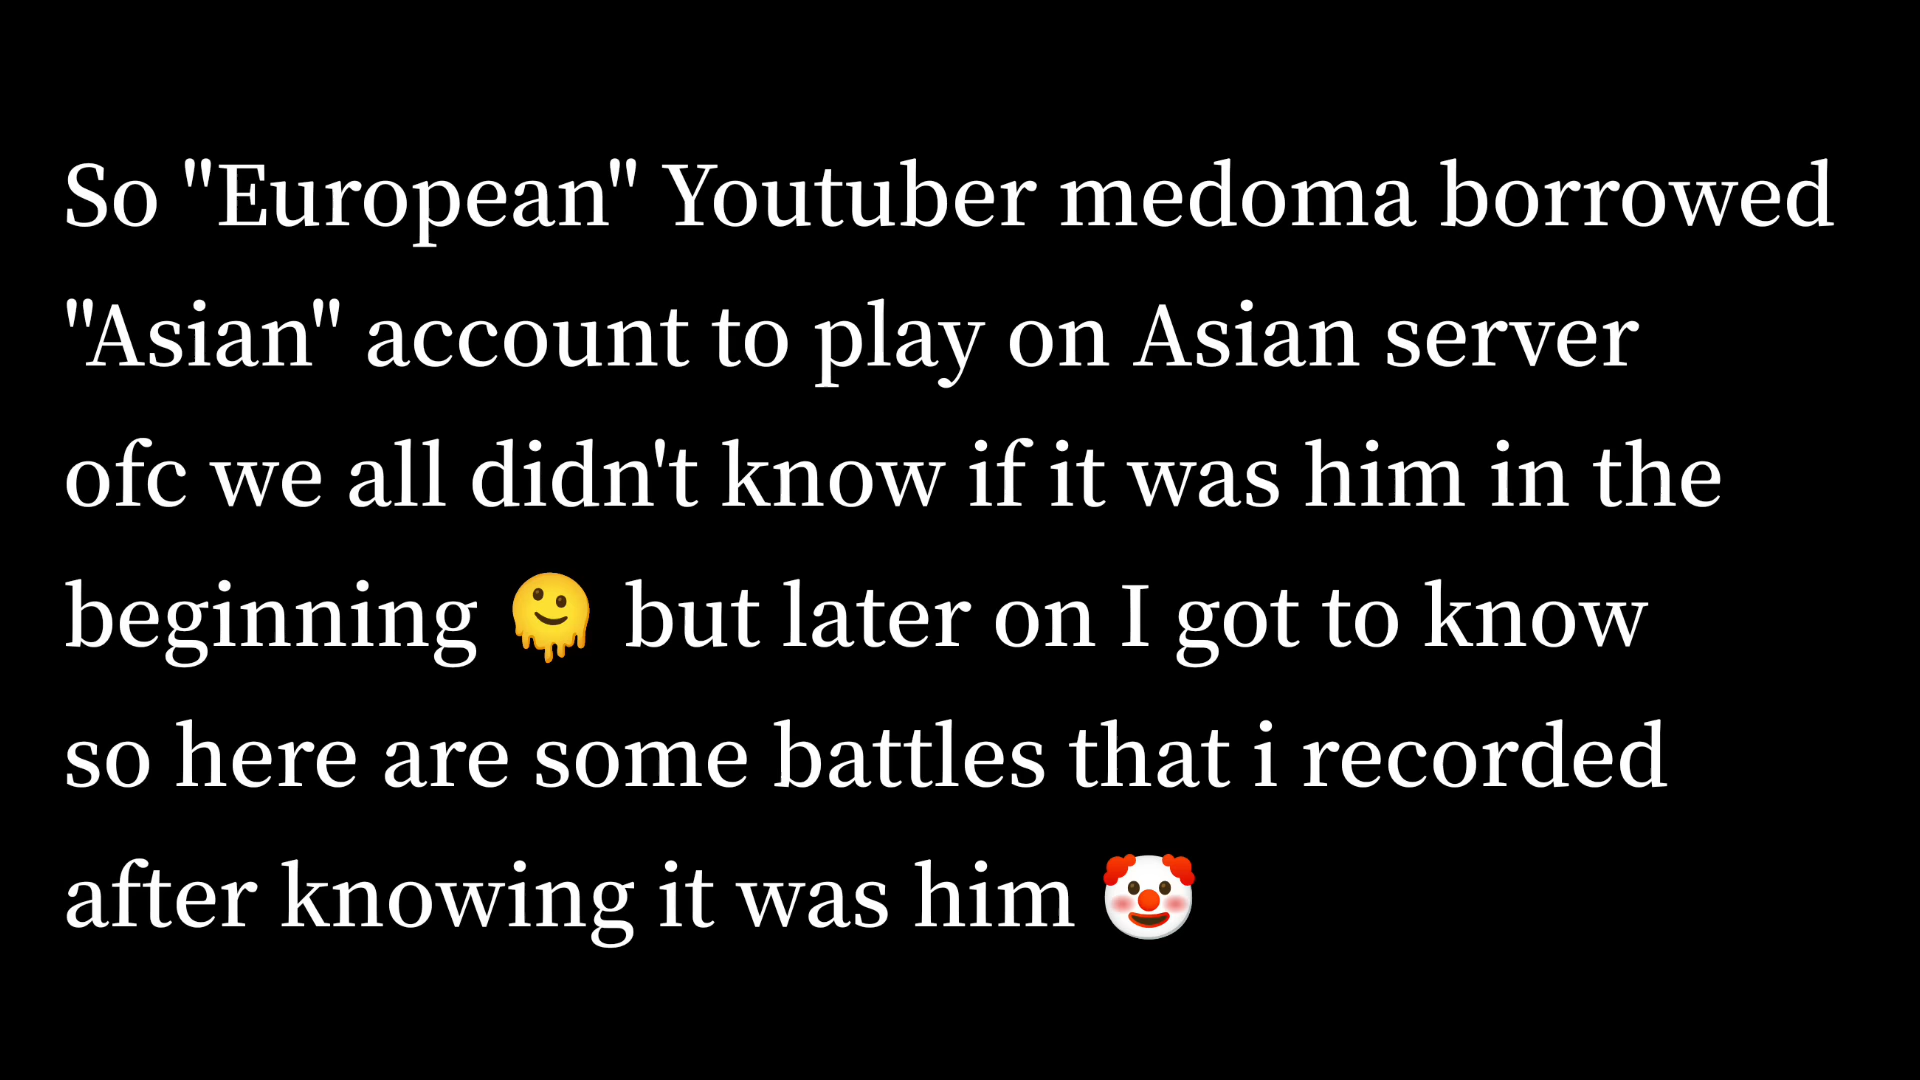 So "European" Youtuber medoma borrowed
"Asian" account to play on Asian server
ofc we all didn't know if it was him in the
beginning 🫠 but later on I got to know
so here are some battles that i recorded
after knowing it was him 🤡